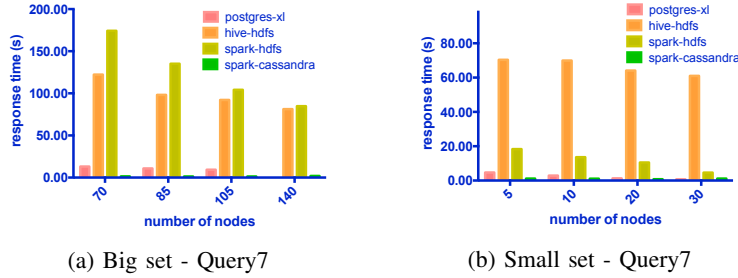 postgres-xl
hive-hdfs
spark-hdfs
spark-cassandra
200.00
150.00
100.00
50.00
0.00
response time (s)
70
85
105
140
number of nodes
(a) Big set - Query7
postgres-xl
hive-hdfs
spark-hdfs
spark-cassandra
80.00
60.00
40.00
20.00
0.00
response time (s)
5
10
20
30
number of nodes
(b) Small set - Query7